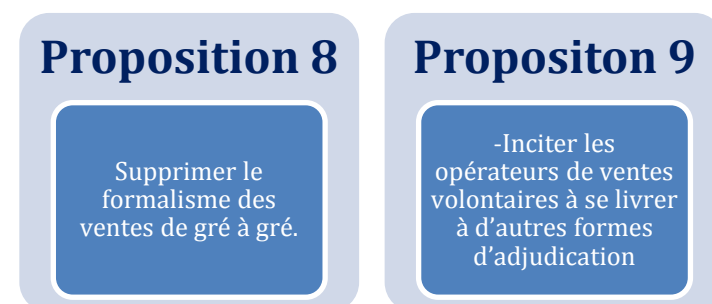 Proposition 8
Supprimer le
formalisme des
ventes de gré à gré.
Propositon 9
-Inciter les
opérateurs de ventes
volontaires à se livrer
à d'autres formes
d'adjudication